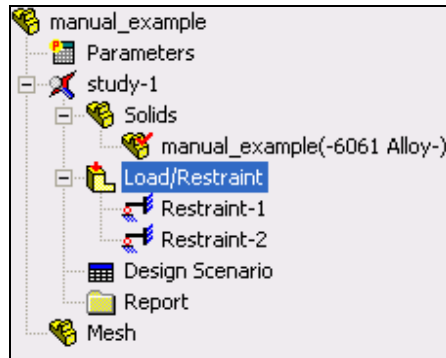 manual_example
Parameters
study-1
Solids
manual_example(-6061 Alloy-)
Load/Restraint
Restraint-1
Restraint-2
Design Scenario
Report
Mesh